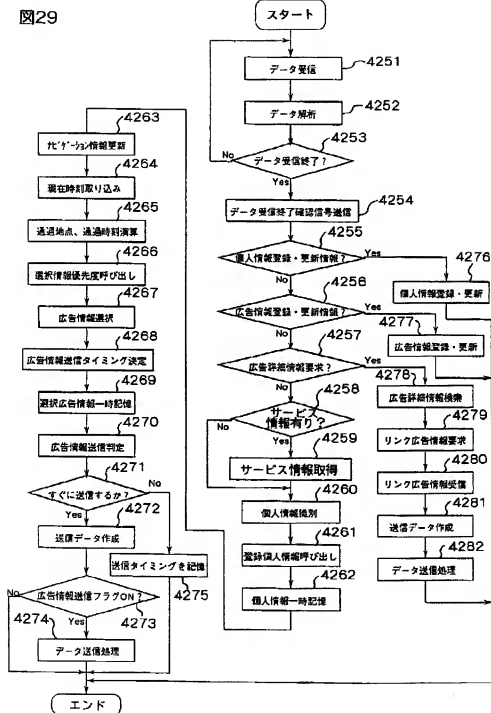 図29
スタート
データ受信
4251
データ解析
4252
データ受信終了？
4253
No
Yes
データ受信終了確認信号送信
4254
個人情報登録・更新情報？
4255
Yes
No
個人情報登録・更新
4276
広告情報登録・更新情報？
4256
Yes
No
広告情報登録・更新
4277
広告詳細情報要求？
4257
Yes
No
広告詳細情報検索
4278
リンク広告情報要求
4279
リンク広告情報受信
4280
送信データ作成
4281
データ送信処理
4282
サービス
情報有り？
4258
No
Yes
サービス情報取得
4259
個人情報識別
4260
登録個人情報呼び出し
4261
個人情報一時記憶
4262
ナビゲーション情報更新
4263
現在時刻取り込み
4264
通過地点、通過時刻演算
4265
選択情報優先度呼び出し
4266
広告情報選択
4267
広告情報送信タイミング決定
4268
選択広告情報一時記憶
4269
広告情報送信判定
4270
すぐに送信するか？
4271
No
Yes
送信データ作成
4272
送信タイミングを記憶
4275
広告情報送信フラグON？
4273
No
Yes
データ送信処理
4274
エンド